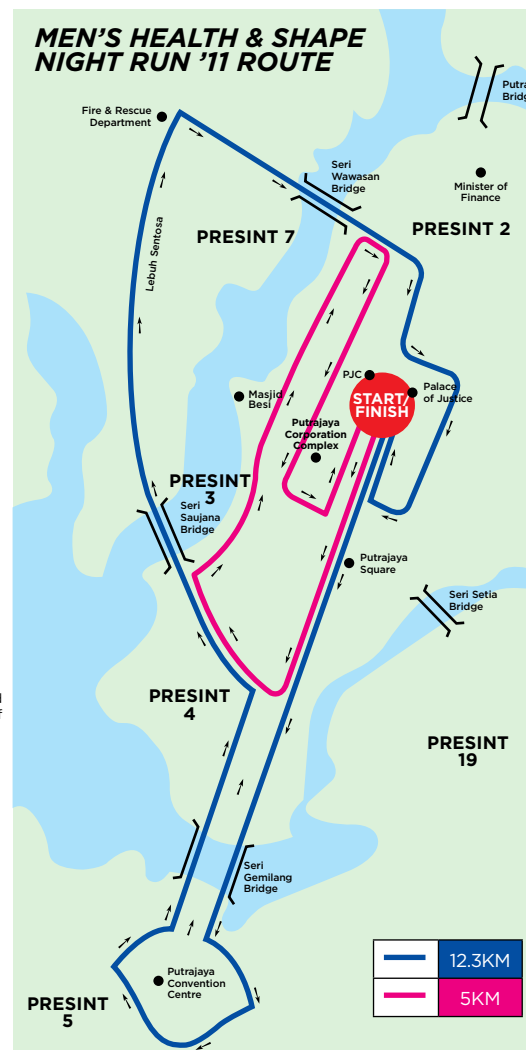 MEN'S HEALTH & SHAPE
NIGHT RUN '11 ROUTE
Fire & Rescue
Department
Seri
Wawasan
Bridge
Minister of
Finance
PRESINT 2
PRESINT 7
Lebuh Sentosa
PJC
START/
FINISH
Palace
of Justice
Masjid
Besi
Putrajaya
Corporation
Complex
PRESINT
3
Seri
Saujana
Bridge
Putrajaya
Square
Seri Setia
Bridge
PRESINT
4
PRESINT
19
Seri
Gemilang
Bridge
Putrajaya
Convention
Centre
PRESINT
5
12.3KM
5KM